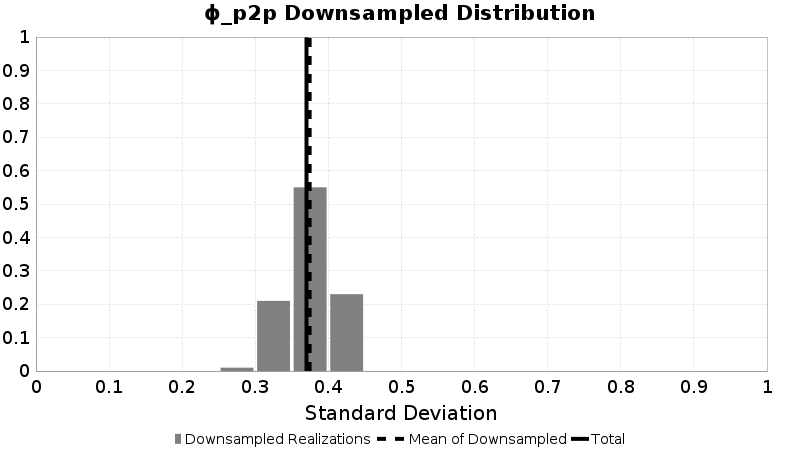 ϕ_p2p Downsampled Distribution
1
0.9
0.8
0.7
0.6
0.5
0.4
0.3
0.2
0.1
0
0 0.1 0.2 0.3 0.4 0.5 0.6 0.7 0.8 0.9 1
Standard Deviation
Downsampled Realizations Mean of Downsampled Total